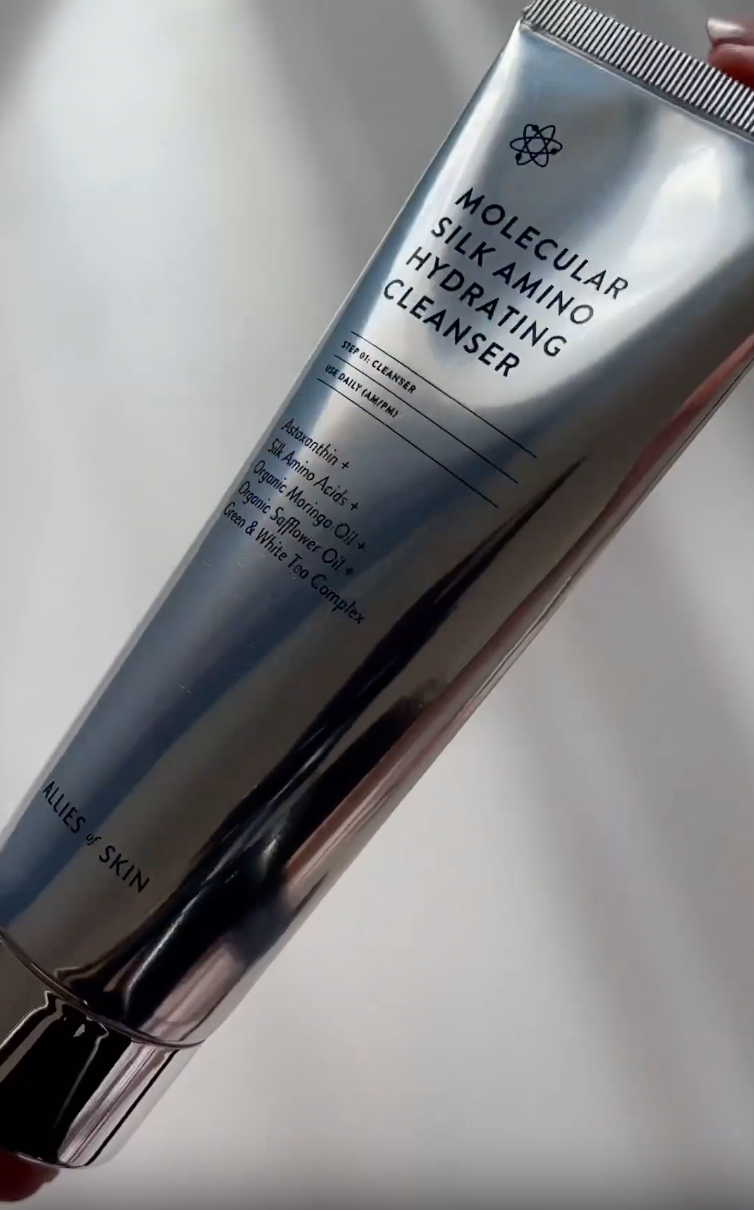 MOLECULAR
SILK AMINO
HYDRATING
CLEANSER
STEP 01: CLEANSER
USE DAILY (AM/PM)
Astaxanthin +
Silk Amino Acids +
Organic Moringa Oil +
Organic Safflower Oil +
Green & White Tea Complex
ALLIES of SKIN